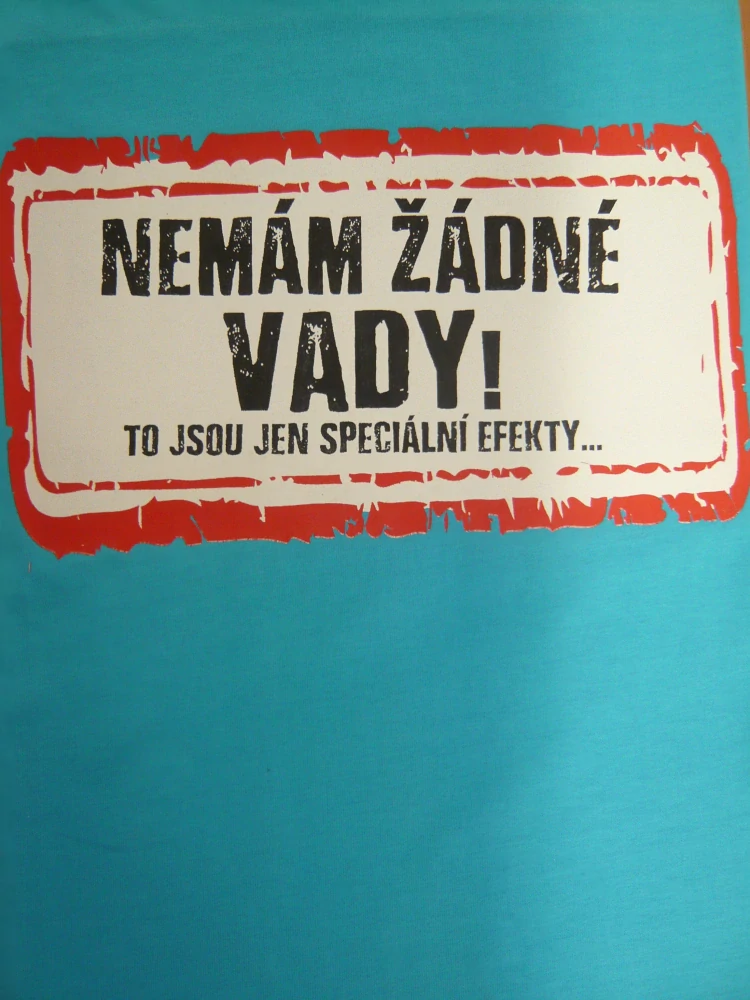 NEMÁM ŽÁDNÉ
VADY!
TO JSOU JEN SPECIÁLNÍ EFEKTY...